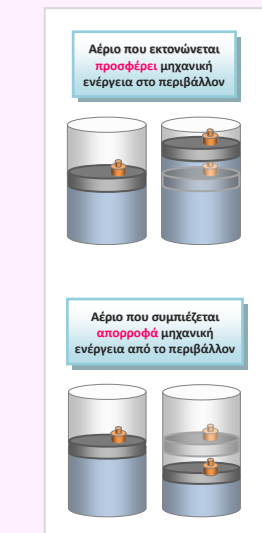 Αέριο που εκτονώνεται
προσφέρει μηχανική
ενέργεια στο περιβάλλον
Αέριο που συμπιέζεται
απορροφά μηχανική
ενέργεια από το περιβάλλον